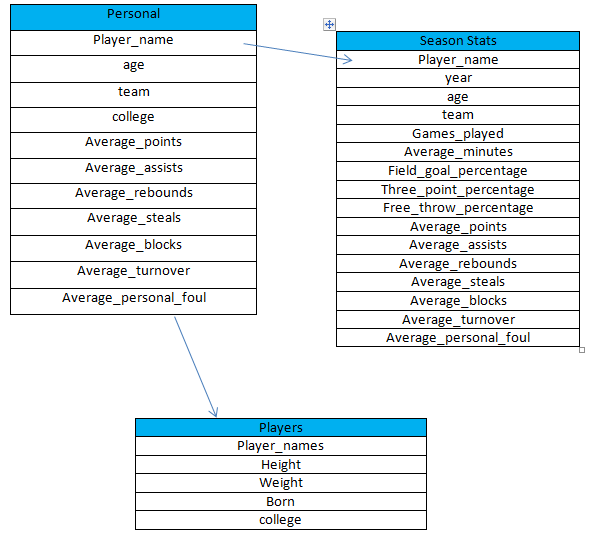 Personal
Player_name
age
team
college
Average_points
Average_assists
Average_rebounds
Average_steals
Average_blocks
Average_turnover
Average_personal_foul
Season Stats
Player_name
year
age
team
Games_played
Average_minutes
Field_goal_percentage
Three_point_percentage
Free_throw_percentage
Average_points
Average_assists
Average_rebounds
Average_steals
Average_blocks
Average_turnover
Average_personal_foul
Players
Player_names
Height
Weight
Born
college